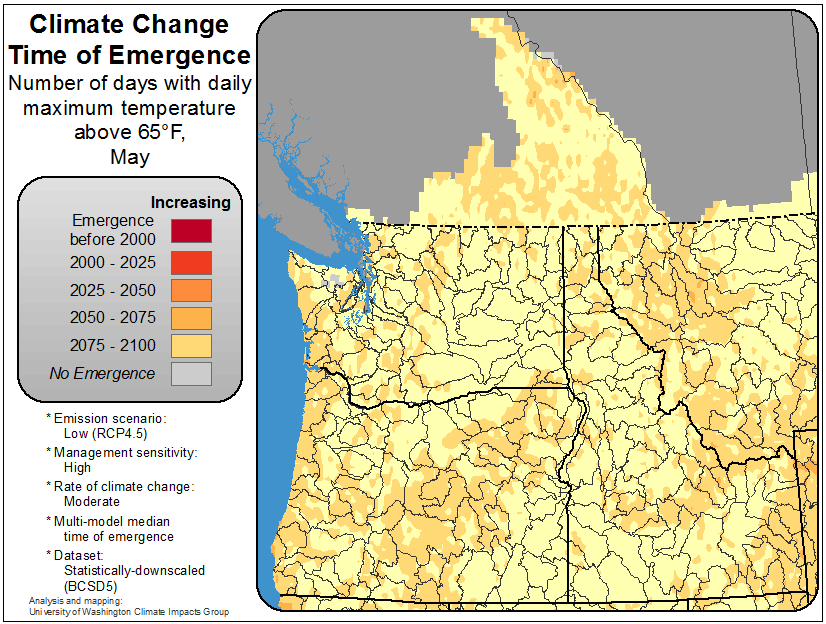 Climate Change
Time of Emergence
Number of days with daily
maximum temperature
above 65°F,
May
Increasing
Emergence
before 2000
2000 - 2025
2025 - 2050
2050 - 2075
2075 - 2100
No Emergence
* Emission scenario:
Low (RCP4.5)
* Management sensitivity:
High
* Rate of climate change:
Moderate
* Multi-model median
time of emergence
* Dataset:
Statistically-downscaled
(BCSD5)
Analysis and mapping:
University of Washington Climate Impacts Group